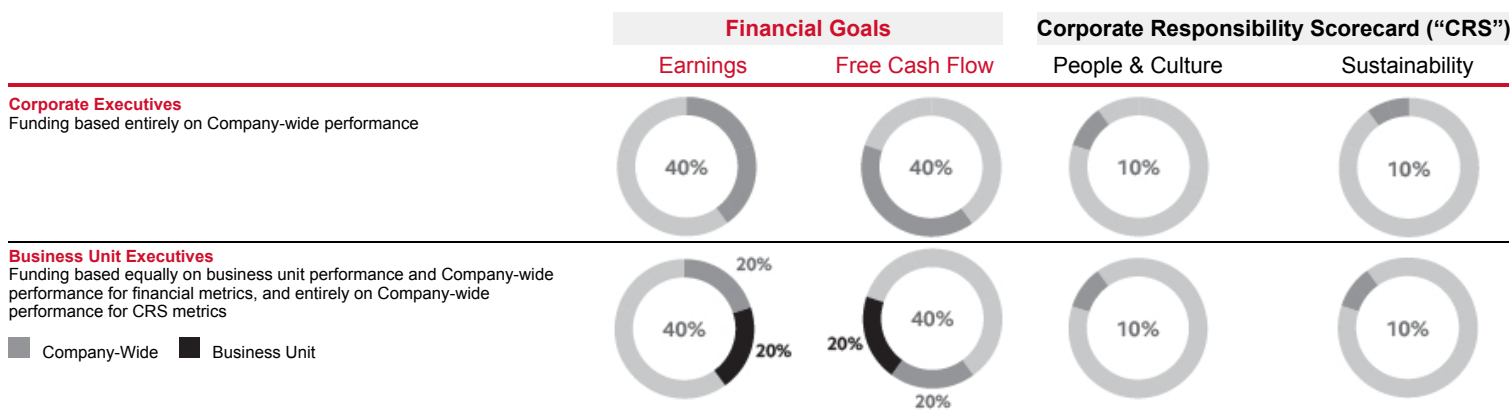 Financial Goals
Corporate Responsibility Scorecard (“CRS”)
Earnings
Free Cash Flow
People & Culture
Sustainability
Corporate Executives
Funding based entirely on Company-wide performance
40%
40%
10%
10%
Business Unit Executives
Funding based equally on business unit performance and Company-wide
performance for financial metrics, and entirely on Company-wide
performance for CRS metrics
Company-Wide
Business Unit
20%
40%
20%
40%
20%
20%
10%
10%